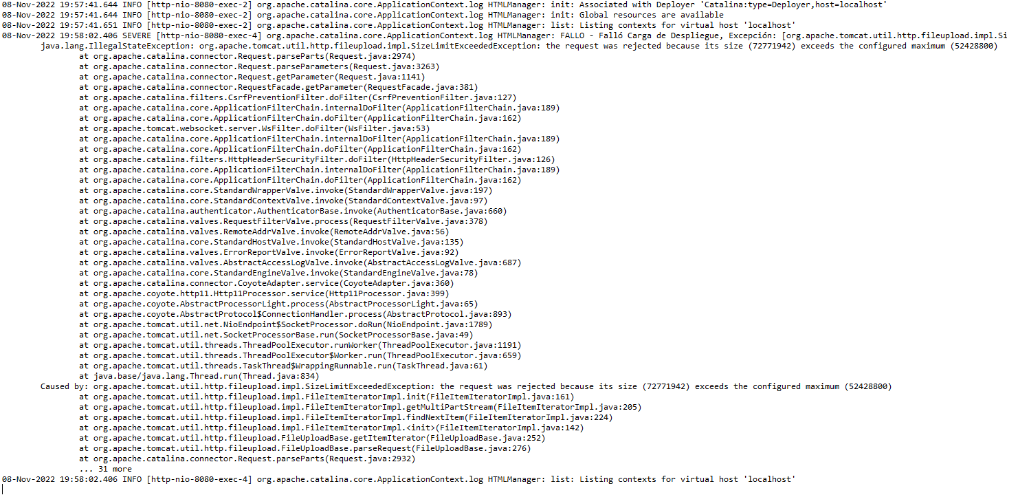 08-Nov-2022 19:57:41.644 INFO [http-nio-8080-exec-2] org.apache.catalina.core.ApplicationContext.log HTMLManager: init: Associated with Deployer 'Catalina:type=Deployer,host=localhost'
08-Nov-2022 19:57:41.644 INFO [http-nio-8080-exec-2] org.apache.catalina.core.ApplicationContext.log HTMLManager: init: Global resources are available
08-Nov-2022 19:57:41.651 INFO [http-nio-8080-exec-2] org.apache.catalina.core.ApplicationContext.log HTMLManager: list: Listing contexts for virtual host 'localhost'
08-Nov-2022 19:58:02.406 SEVERE [http-nio-8080-exec-4] org.apache.catalina.core.ApplicationContext.log HTMLManager: FALLO - Falló Carga de Despliegue, Excepción: [org.apache.tomcat.util.http.fileupload.impl.Si
java.lang.IllegalStateException: org.apache.tomcat.util.http.fileupload.impl.SizeLimitExceededException: the request was rejected because its size (72771942) exceeds the configured maximum (52428800)
at org.apache.catalina.connector.Request.parseParts(Request.java:2974)
at org.apache.catalina.connector.Request.parseParameters(Request.java:3263)
at org.apache.catalina.connector.Request.getParameter(Request.java:1141)
at org.apache.catalina.connector.RequestFacade.getParameter(RequestFacade.java:381)
at org.apache.catalina.filters.CsrfPreventionFilter.doFilter(CsrfPreventionFilter.java:127)
at org.apache.catalina.core.ApplicationFilterChain.internalDoFilter(ApplicationFilterChain.java:189)
at org.apache.catalina.core.ApplicationFilterChain.doFilter(ApplicationFilterChain.java:162)
at org.apache.tomcat.websocket.server.WsFilter.doFilter(WsFilter.java:53)
at org.apache.catalina.core.ApplicationFilterChain.internalDoFilter(ApplicationFilterChain.java:189)
at org.apache.catalina.core.ApplicationFilterChain.doFilter(ApplicationFilterChain.java:162)
at org.apache.catalina.filters.HttpHeaderSecurityFilter.doFilter(HttpHeaderSecurityFilter.java:126)
at org.apache.catalina.core.ApplicationFilterChain.internalDoFilter(ApplicationFilterChain.java:189)
at org.apache.catalina.core.ApplicationFilterChain.doFilter(ApplicationFilterChain.java:162)
at org.apache.catalina.core.StandardWrapperValve.invoke(StandardWrapperValve.java:197)
at org.apache.catalina.core.StandardContextValve.invoke(StandardContextValve.java:97)
at org.apache.catalina.authenticator.AuthenticatorBase.invoke(AuthenticatorBase.java:660)
at org.apache.catalina.valves.RequestFilterValve.process(RequestFilterValve.java:378)
at org.apache.catalina.valves.RemoteAddrValve.invoke(RemoteAddrValve.java:56)
at org.apache.catalina.core.StandardHostValve.invoke(StandardHostValve.java:135)
at org.apache.catalina.valves.ErrorReportValve.invoke(ErrorReportValve.java:92)
at org.apache.catalina.valves.AbstractAccessLogValve.invoke(AbstractAccessLogValve.java:687)
at org.apache.catalina.core.StandardEngineValve.invoke(StandardEngineValve.java:78)
at org.apache.catalina.connector.CoyoteAdapter.service(CoyoteAdapter.java:360)
at org.apache.coyote.http11.Http11Processor.service(Http11Processor.java:399)
at org.apache.coyote.AbstractProcessorLight.process(AbstractProcessorLight.java:65)
at org.apache.coyote.AbstractProtocol$ConnectionHandler.process(AbstractProtocol.java:893)
at org.apache.tomcat.util.net.NioEndpoint$SocketProcessor.doRun(NioEndpoint.java:1789)
at org.apache.tomcat.util.net.SocketProcessorBase.run(SocketProcessorBase.java:49)
at org.apache.tomcat.util.threads.ThreadPoolExecutor.runWorker(ThreadPoolExecutor.java:1191)
at org.apache.tomcat.util.threads.ThreadPoolExecutor$Worker.run(ThreadPoolExecutor.java:659)
at org.apache.tomcat.util.threads.TaskThread$WrappingRunnable.run(TaskThread.java:61)
at java.base/java.lang.Thread.run(Thread.java:834)
Caused by: org.apache.tomcat.util.http.fileupload.impl.SizeLimitExceededException: the request was rejected because its size (72771942) exceeds the configured maximum (52428800)
at org.apache.tomcat.util.http.fileupload.impl.FileItemIteratorImpl.init(FileItemIteratorImpl.java:161)
at org.apache.tomcat.util.http.fileupload.impl.FileItemIteratorImpl.getMultiPartStream(FileItemIteratorImpl.java:205)
at org.apache.tomcat.util.http.fileupload.impl.FileItemIteratorImpl.findNextItem(FileItemIteratorImpl.java:224)
at org.apache.tomcat.util.http.fileupload.impl.FileItemIteratorImpl.<init>(FileItemIteratorImpl.java:142)
at org.apache.tomcat.util.http.fileupload.FileUploadBase.getItemIterator(FileUploadBase.java:252)
at org.apache.tomcat.util.http.fileupload.FileUploadBase.parseRequest(FileUploadBase.java:276)
at org.apache.catalina.connector.Request.parseParts(Request.java:2932)
... 31 more
08-Nov-2022 19:58:02.406 INFO [http-nio-8080-exec-4] org.apache.catalina.core.ApplicationContext.log HTMLManager: list: Listing contexts for virtual host 'localhost'